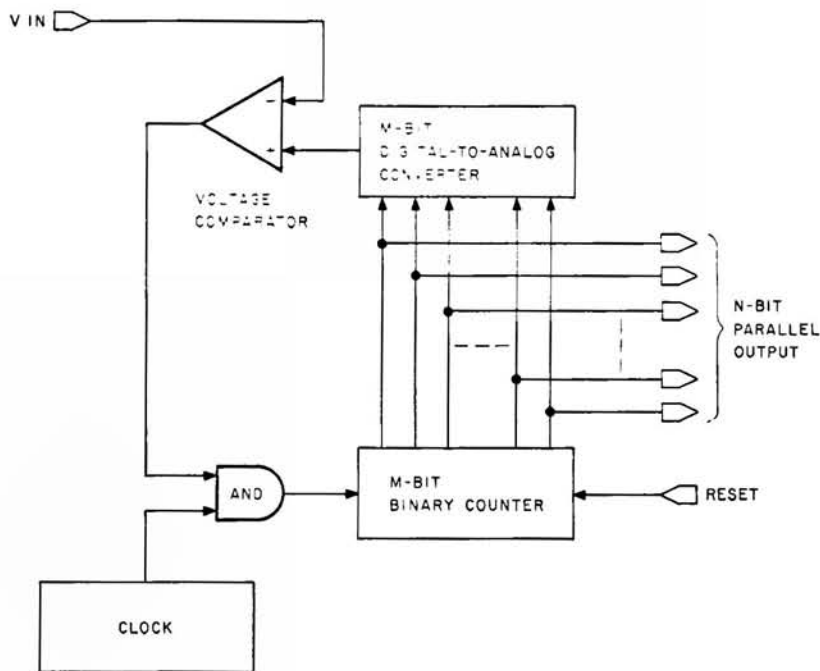 V IN
M-BIT
DIGITAL-TO-ANALOG
CONVERTER
-
+
VOLTAGE
COMPARATOR
N-BIT
PARALLEL
OUTPUT
AND
M-BIT
BINARY COUNTER
RESET
CLOCK